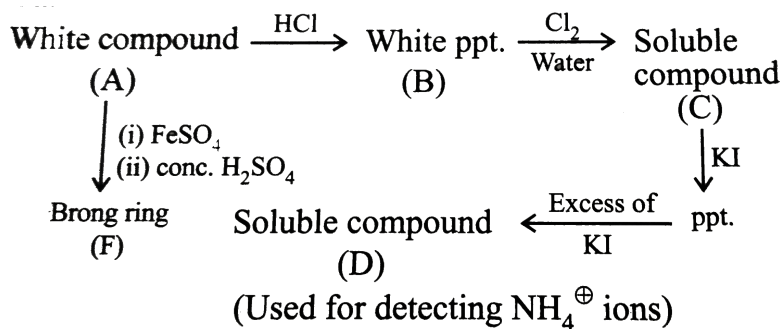 White compound HCl White ppt. Cl₂ Soluble
Water compound
(A) (B) (C)
(i) FeSO₄
(ii) conc. H₂SO₄
KI
Brong ring Soluble compound Excess of ppt.
(F) KI
(D)
(Used for detecting NH₄⊕ ions)